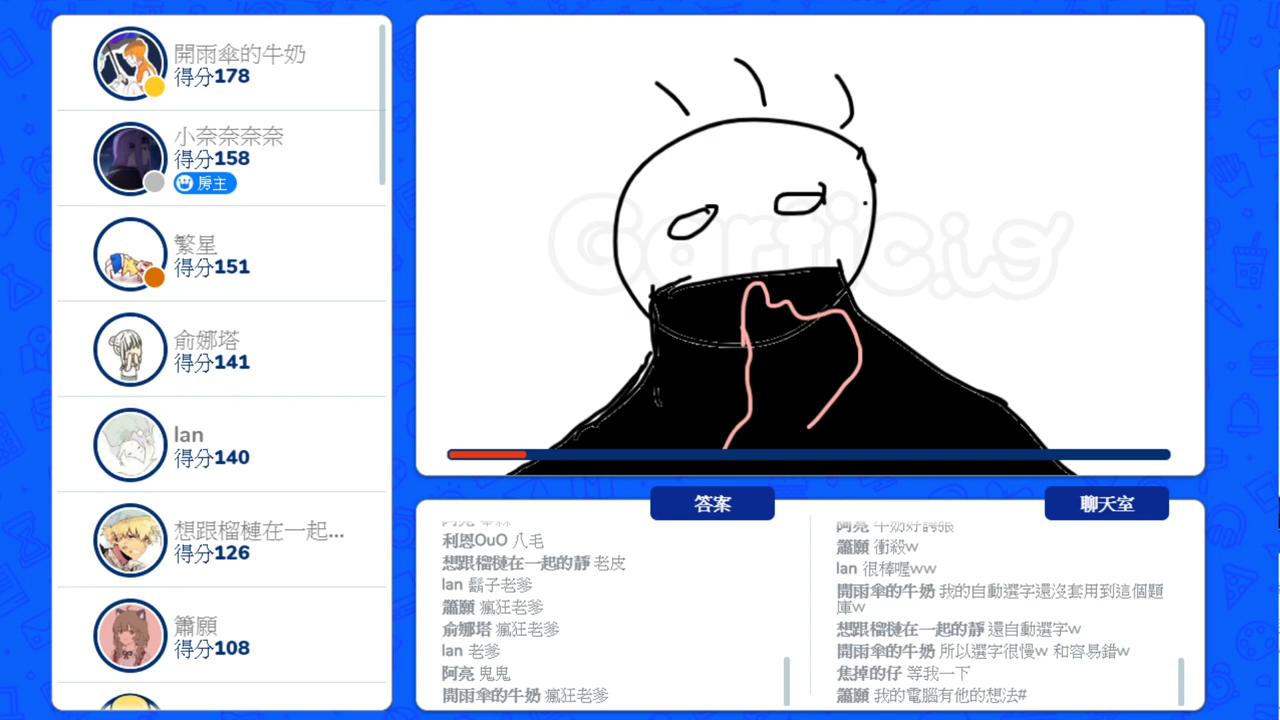 開雨傘的牛奶
得分178
小奈奈奈奈
得分158
房主
繁星
得分151
俞娜塔
得分141
lan
得分140
想跟榴槤在一起...
得分126
簫願
得分108
Gartic.io
答案
利恩OuO 八毛
想跟榴槤在一起的靜 老皮
lan 鬍子老爹
簫願 瘋狂老爹
俞娜塔 瘋狂老爹
lan 老爹
阿亮 鬼鬼
開雨傘的牛奶 瘋狂老爹
聊天室
阿亮 牛奶好誇張
簫願 衝殺w
lan 很棒喔ww
開雨傘的牛奶 我的自動選字還沒套用到這個題
庫w
想跟榴槤在一起的靜 還自動選字w
開雨傘的牛奶 所以選字很慢w 和容易錯w
焦掉的仔 等我一下
簫願 我的電腦有他的想法#